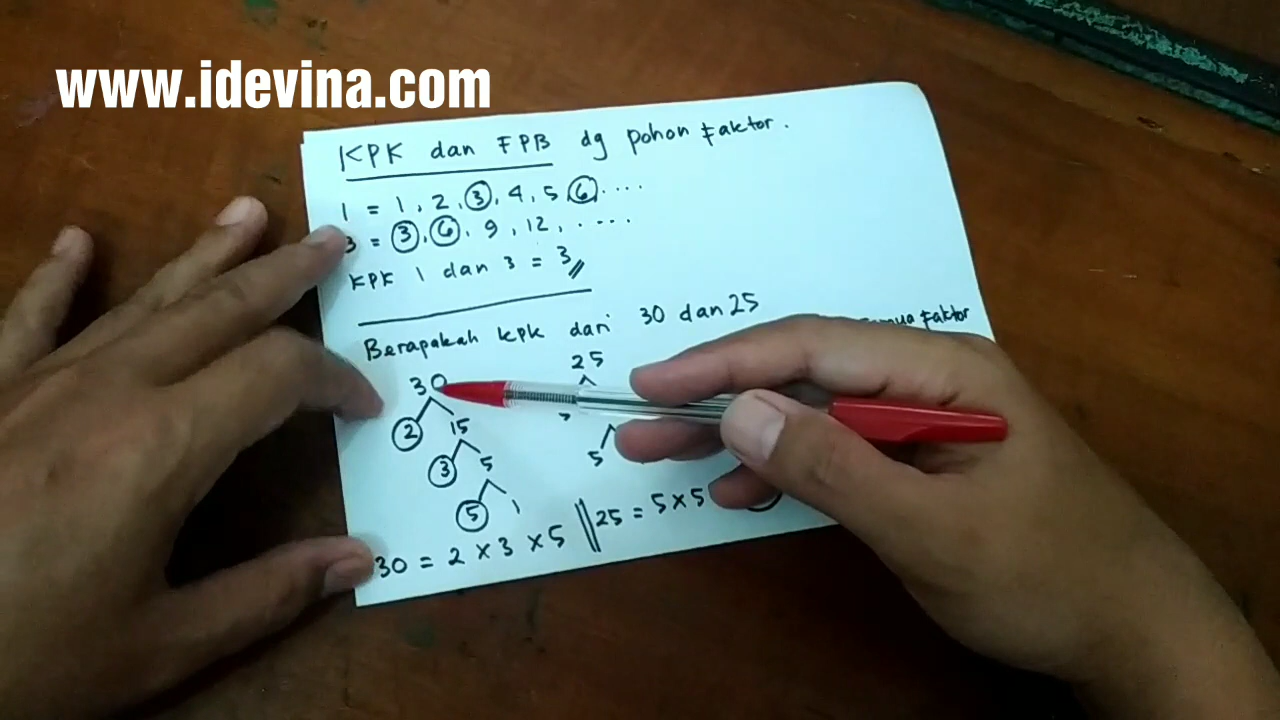 www.idevina.com
KPK dan FPB dg pohon faktor.
1 = 1, 2, 3, 4, 5, 6, ....
3 = 3, 6, 9, 12, ....
KPK 1 dan 3 = 3
Berapakah kpk dari 30 dan 25
faktor
30
25
2
15
3
5
5
5
1
30 = 2 x 3 x 5
25 = 5 x 5